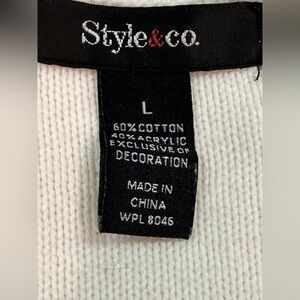 Style&co.
L
60%COTTON
40%ACRYLIC
EXCLUSIVE OF
DECORATION
MADE IN
CHINA
WPL 8046